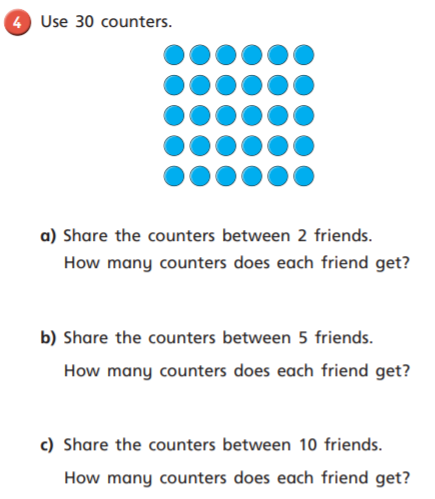 4 Use 30 counters.
a) Share the counters between 2 friends.
How many counters does each friend get?
b) Share the counters between 5 friends.
How many counters does each friend get?
c) Share the counters between 10 friends.
How many counters does each friend get?